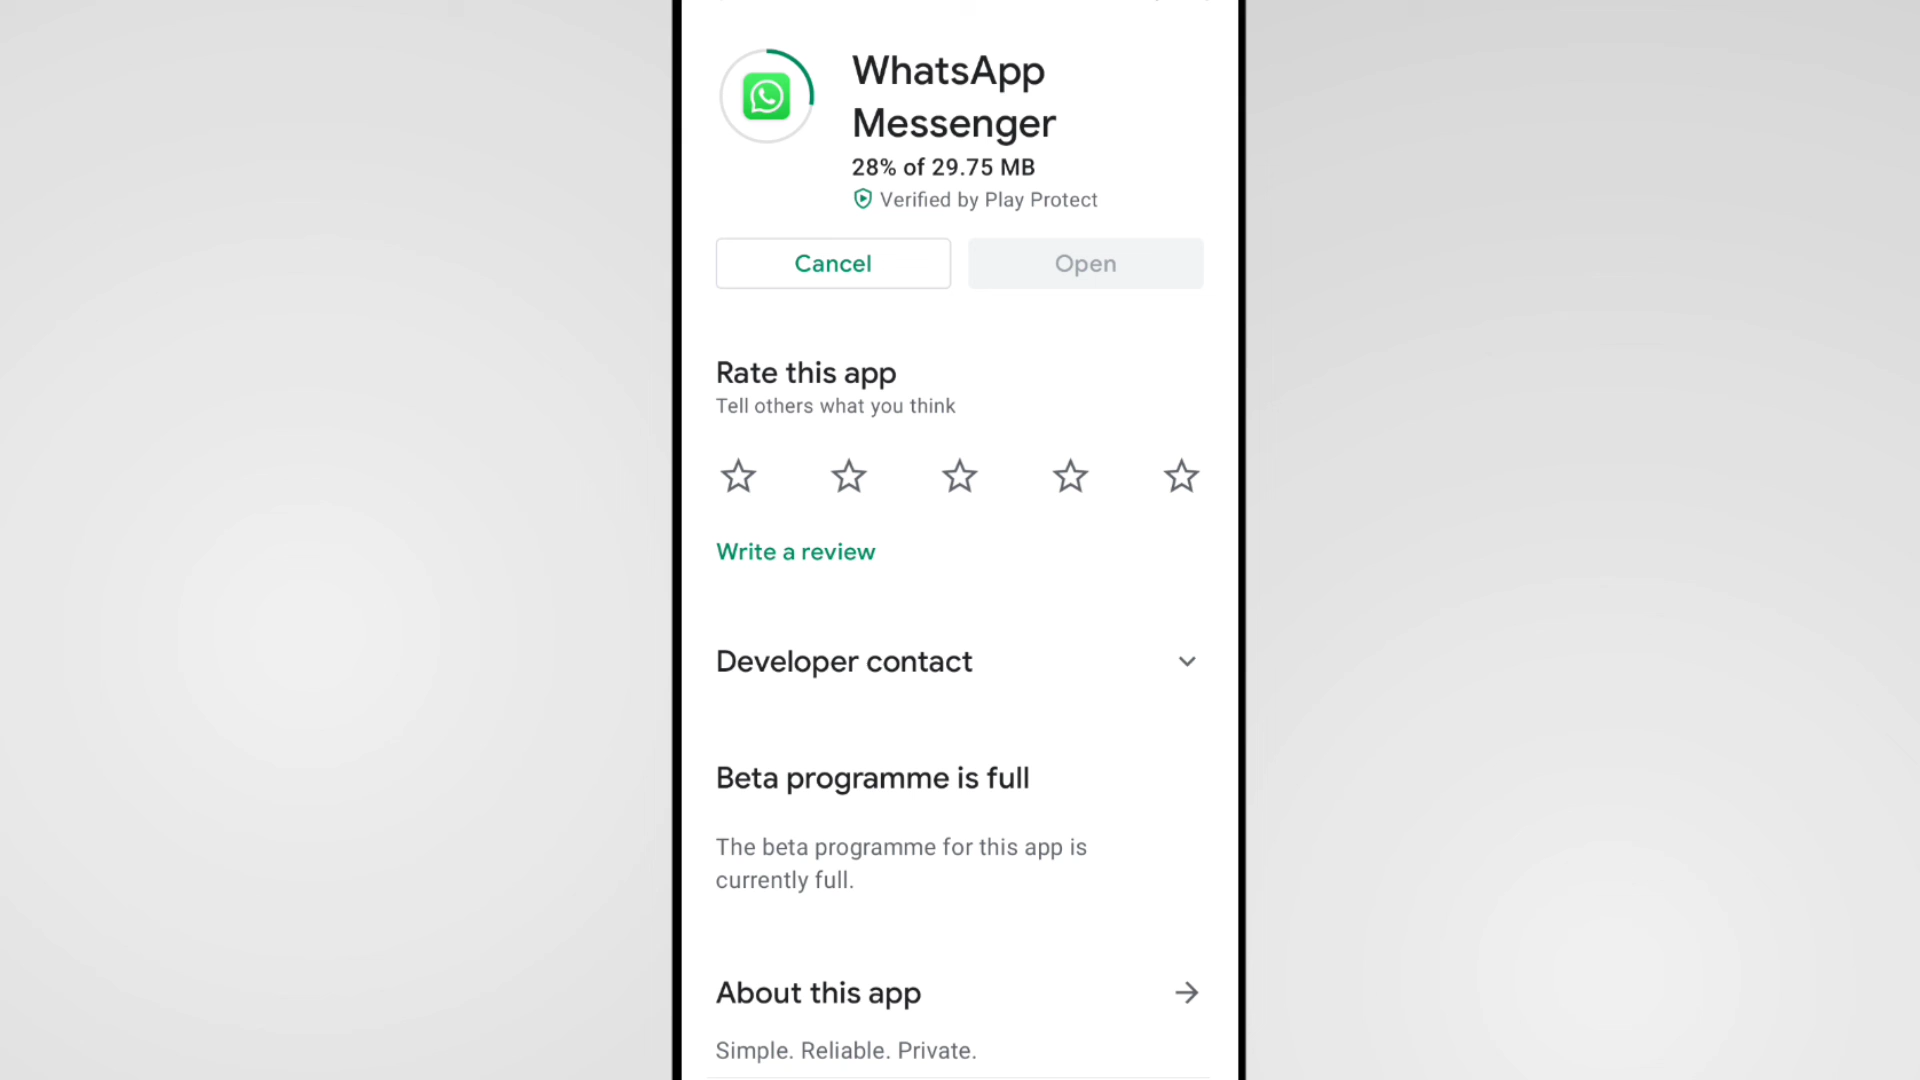 WhatsApp
Messenger
28% of 29.75 MB
Verified by Play Protect
Cancel
Open
Rate this app
Tell others what you think
Write a review
Developer contact
Beta programme is full
The beta programme for this app is
currently full.
About this app
Simple. Reliable. Private.